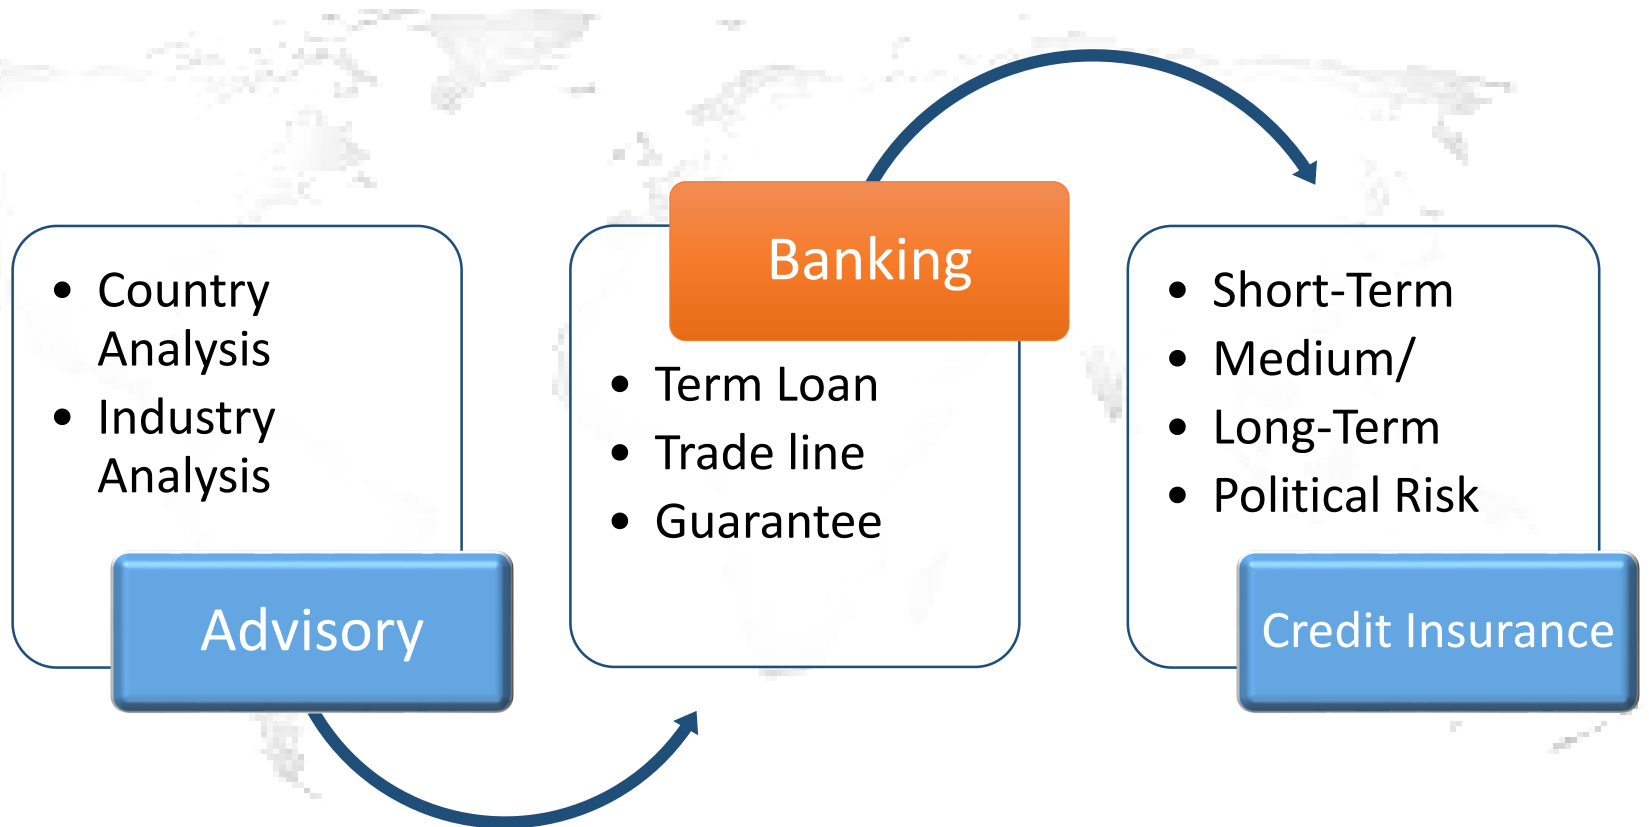 • Country
Analysis
• Industry
Analysis
Advisory
Banking
• Term Loan
• Trade line
• Guarantee
• Short-Term
• Medium/
• Long-Term
• Political Risk
Credit Insurance